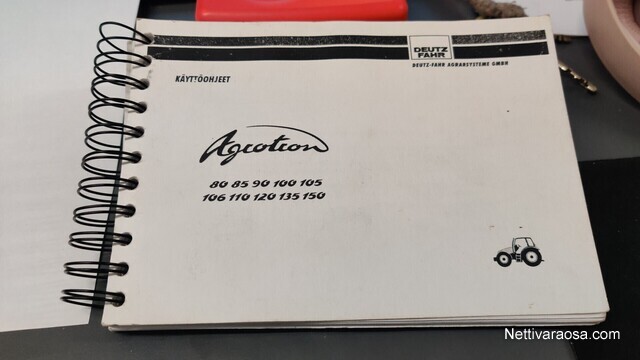 DEUTZ
FAHR
DEUTZ-FAHR AGRARSYSTEME GMBH
KÄYTTÖOHJEET
Agrotron
80 85 90 100 105
106 110 120 135 150
Nettivaraosa.com